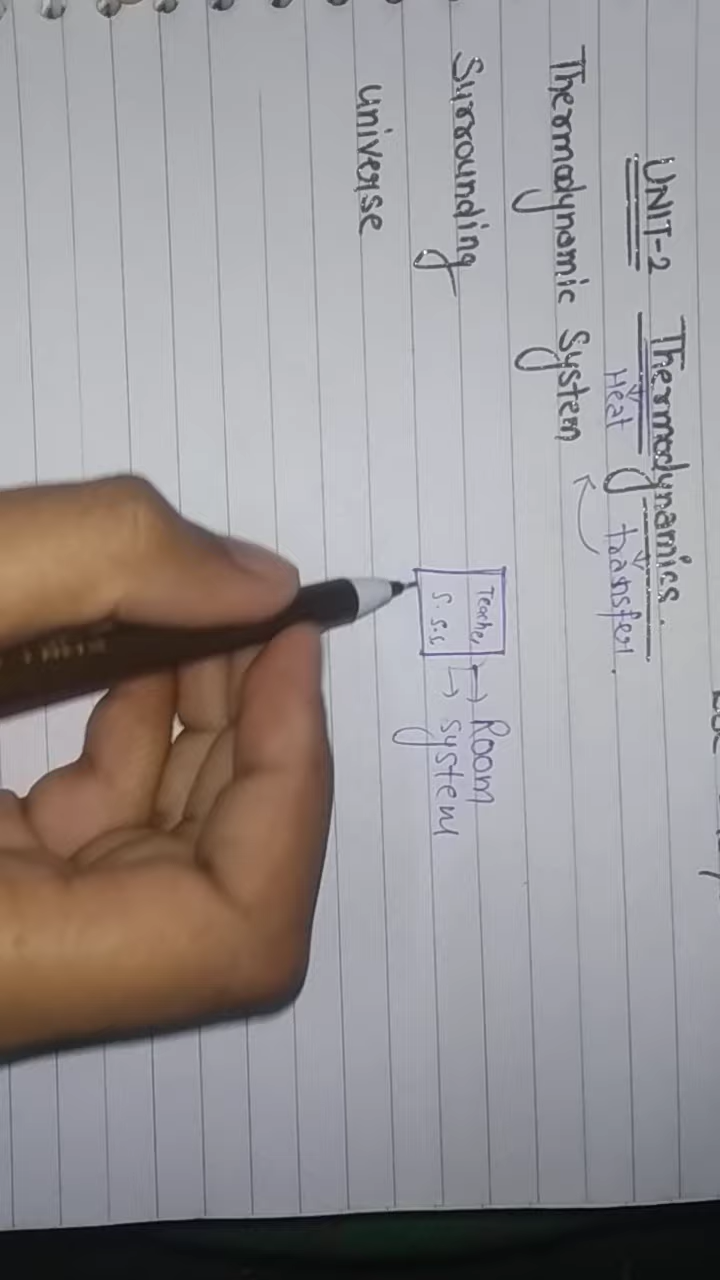 UNIT-2 Thermodynamics.
Heat transfer.
Thermodynamic System
Surrounding
universe
Teacher
S. S. S
Room
System